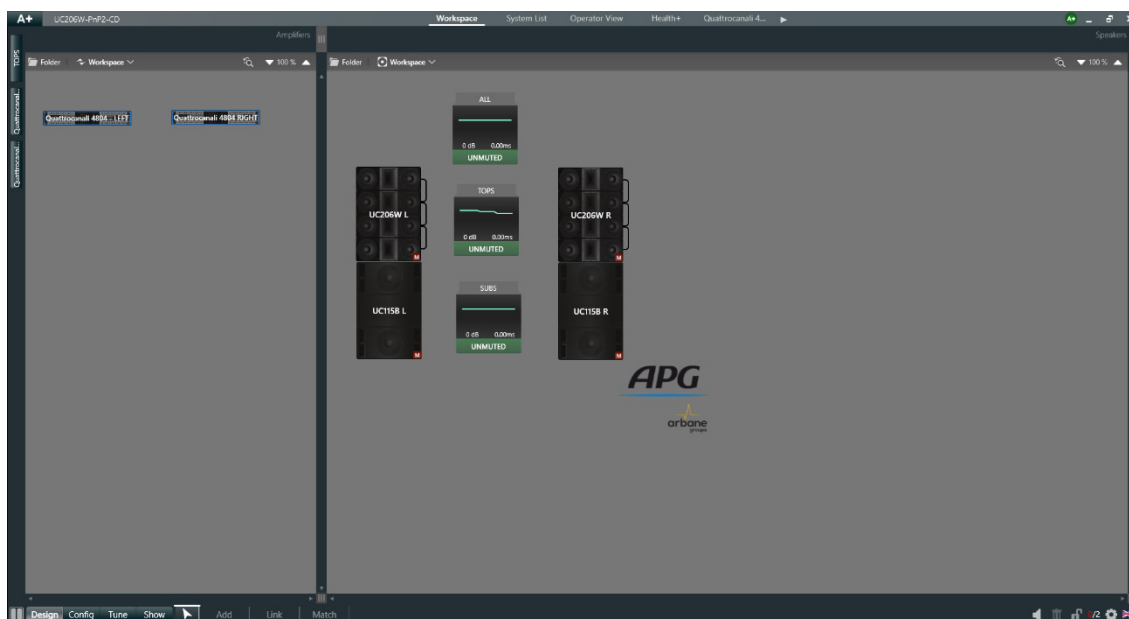 A+ UC206W-PnP2-CD Workspace System List Operator View Health+ Quattrocanali 4... A+
Amplifiers Speakers
TOPS
Quattrocanali...
Quattrocanali...
Folder Workspace 100 % Folder Workspace 100 %
Quattrocanali 4804 - LEFT Quattrocanali 4804 RIGHT
ALL
0 dB 0.00ms
UNMUTED
TOPS
UC206W L UC206W R
0 dB 0.00ms
UNMUTED
M M
SUBS
UC115B L UC115B R
0 dB 0.00ms
UNMUTED
M M
APG
arbane
groupe
Design Config Tune Show Add Link Match 0/2